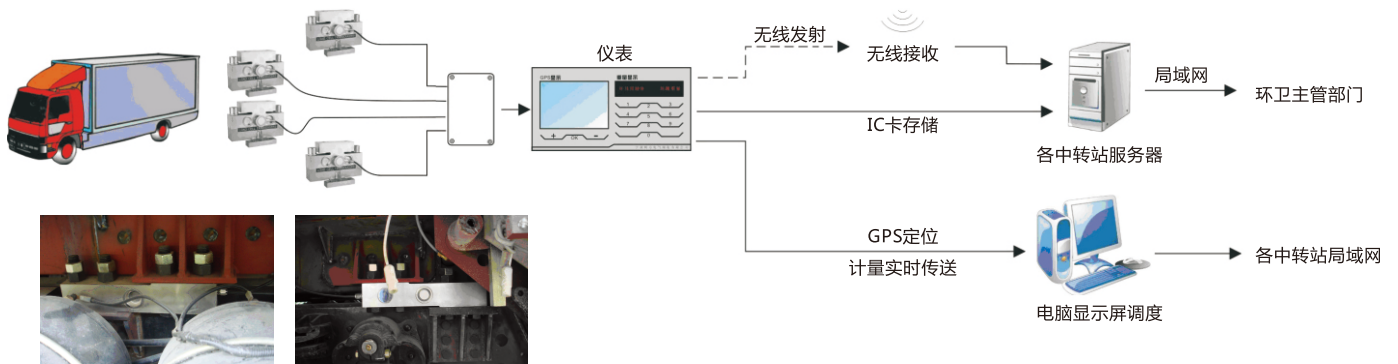 无线发射
无线接收
仪表
GPS显示
局域网
环卫主管部门
IC卡存储
各中转站服务器
GPS定位
计量实时传送
各中转站局域网
电脑显示屏调度